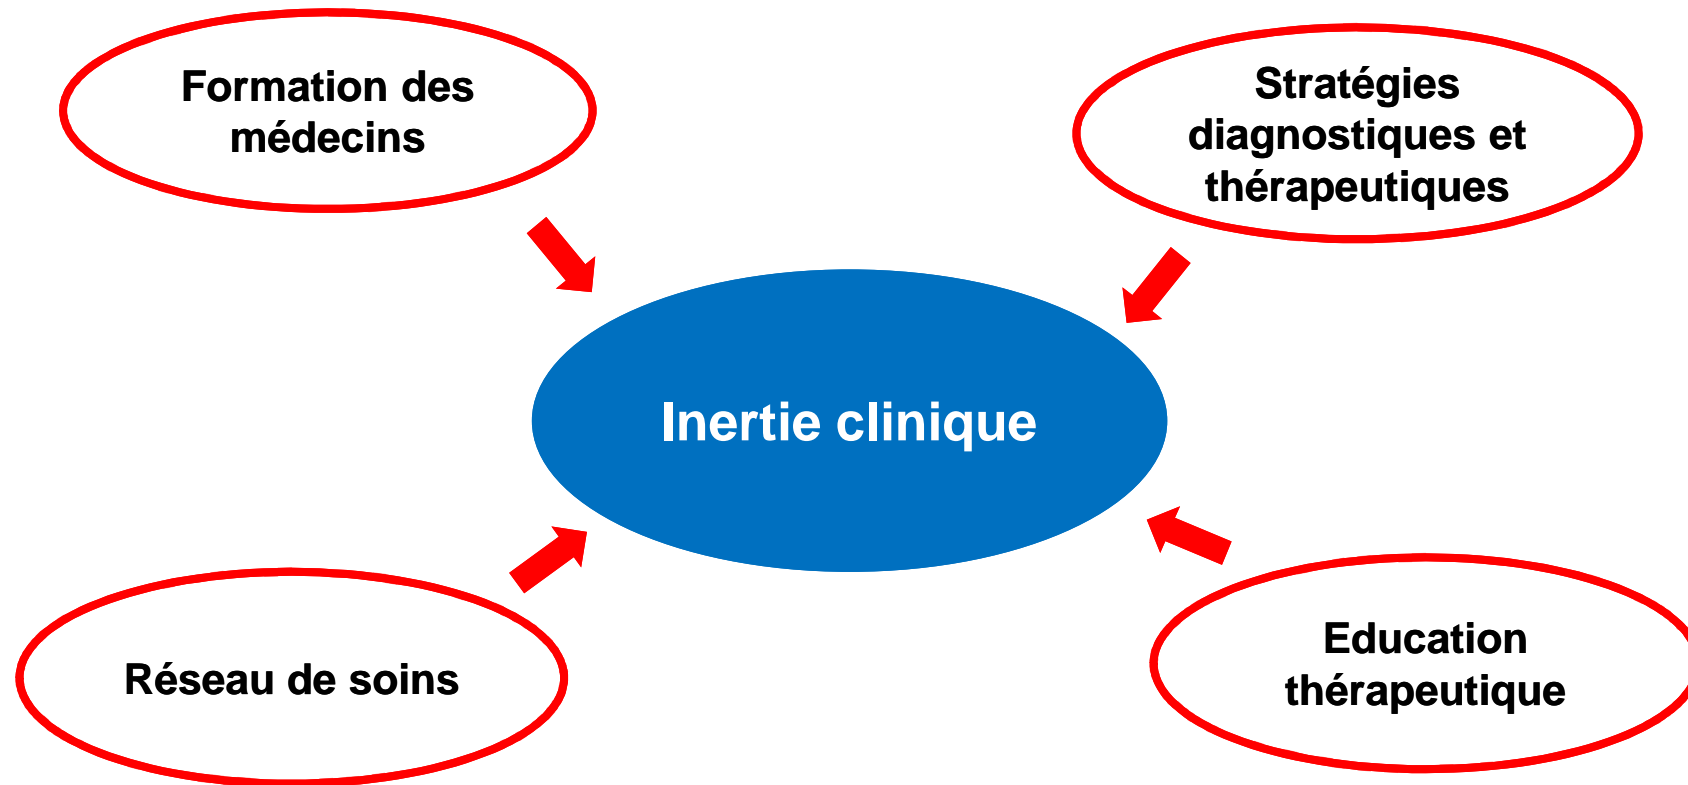 Formation des
médecins
Stratégies
diagnostiques et
thérapeutiques
Inertie clinique
Réseau de soins
Education
thérapeutique